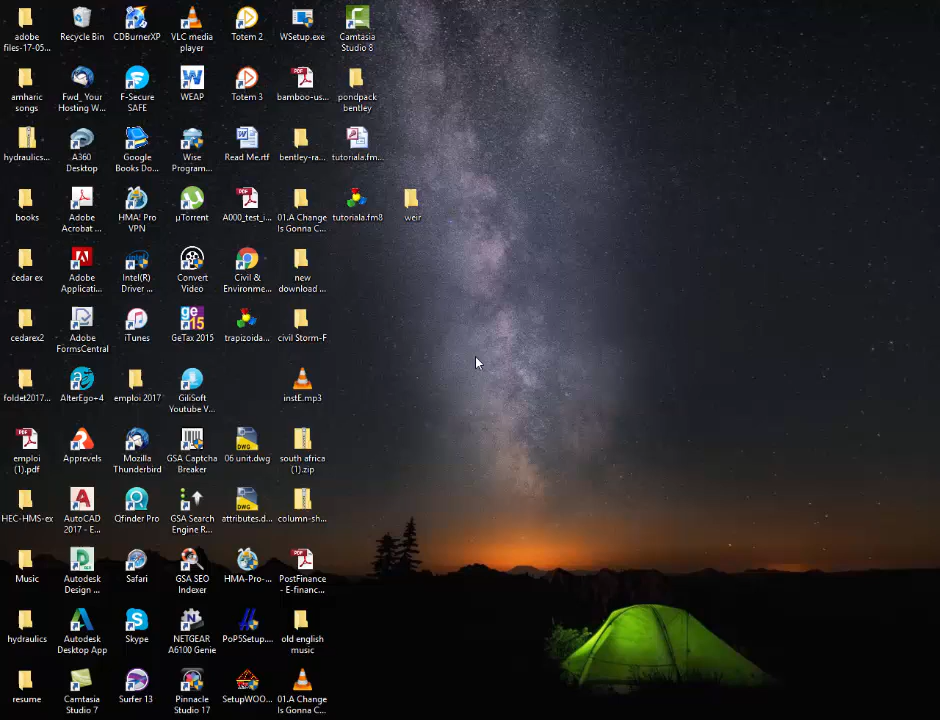 adobe
files-17-05...
Recycle Bin
CDBurnerXP
VLC media
player
Totem 2
WSetup.exe
Camtasia
Studio 8
amharic
songs
Fwd_ Your
Hosting W...
F-Secure
SAFE
WEAP
Totem 3
bamboo-us...
pondpack
bentley
hydraulics...
A360
Desktop
Google
Books Do...
Wise
Program...
Read Me.rtf
bentley-ra...
tutoriala.fm...
books
Adobe
Acrobat ...
HMA! Pro
VPN
µTorrent
A000_test_i...
01.A Change
Is Gonna C...
tutoriala.fm8
weir
cedar ex
Adobe
Applicati...
Intel(R)
Driver ...
Convert
Video
Civil &
Environme...
new
download ...
cedarex2
Adobe
FormsCentral
iTunes
GeTax 2015
trapizoida...
civil Storm-F
foldet2017...
AlterEgo+4
emploi 2017
GiliSoft
Youtube V...
instE.mp3
emploi
(1).pdf
Apprevels
Mozilla
Thunderbird
GSA Captcha
Breaker
06 unit.dwg
south africa
(1).zip
HEC-HMS-ex
AutoCAD
2017 - E...
Qfinder Pro
GSA Search
Engine R...
attributes.d...
column-sh...
Music
Autodesk
Design ...
Safari
GSA SEO
Indexer
HMA-Pro-...
PostFinance
- E-financ...
hydraulics
Autodesk
Desktop App
Skype
NETGEAR
A6100 Genie
PoP5Setup....
old english
music
resume
Camtasia
Studio 7
Surfer 13
Pinnacle
Studio 17
SetupWOO...
01.A Change
Is Gonna C...